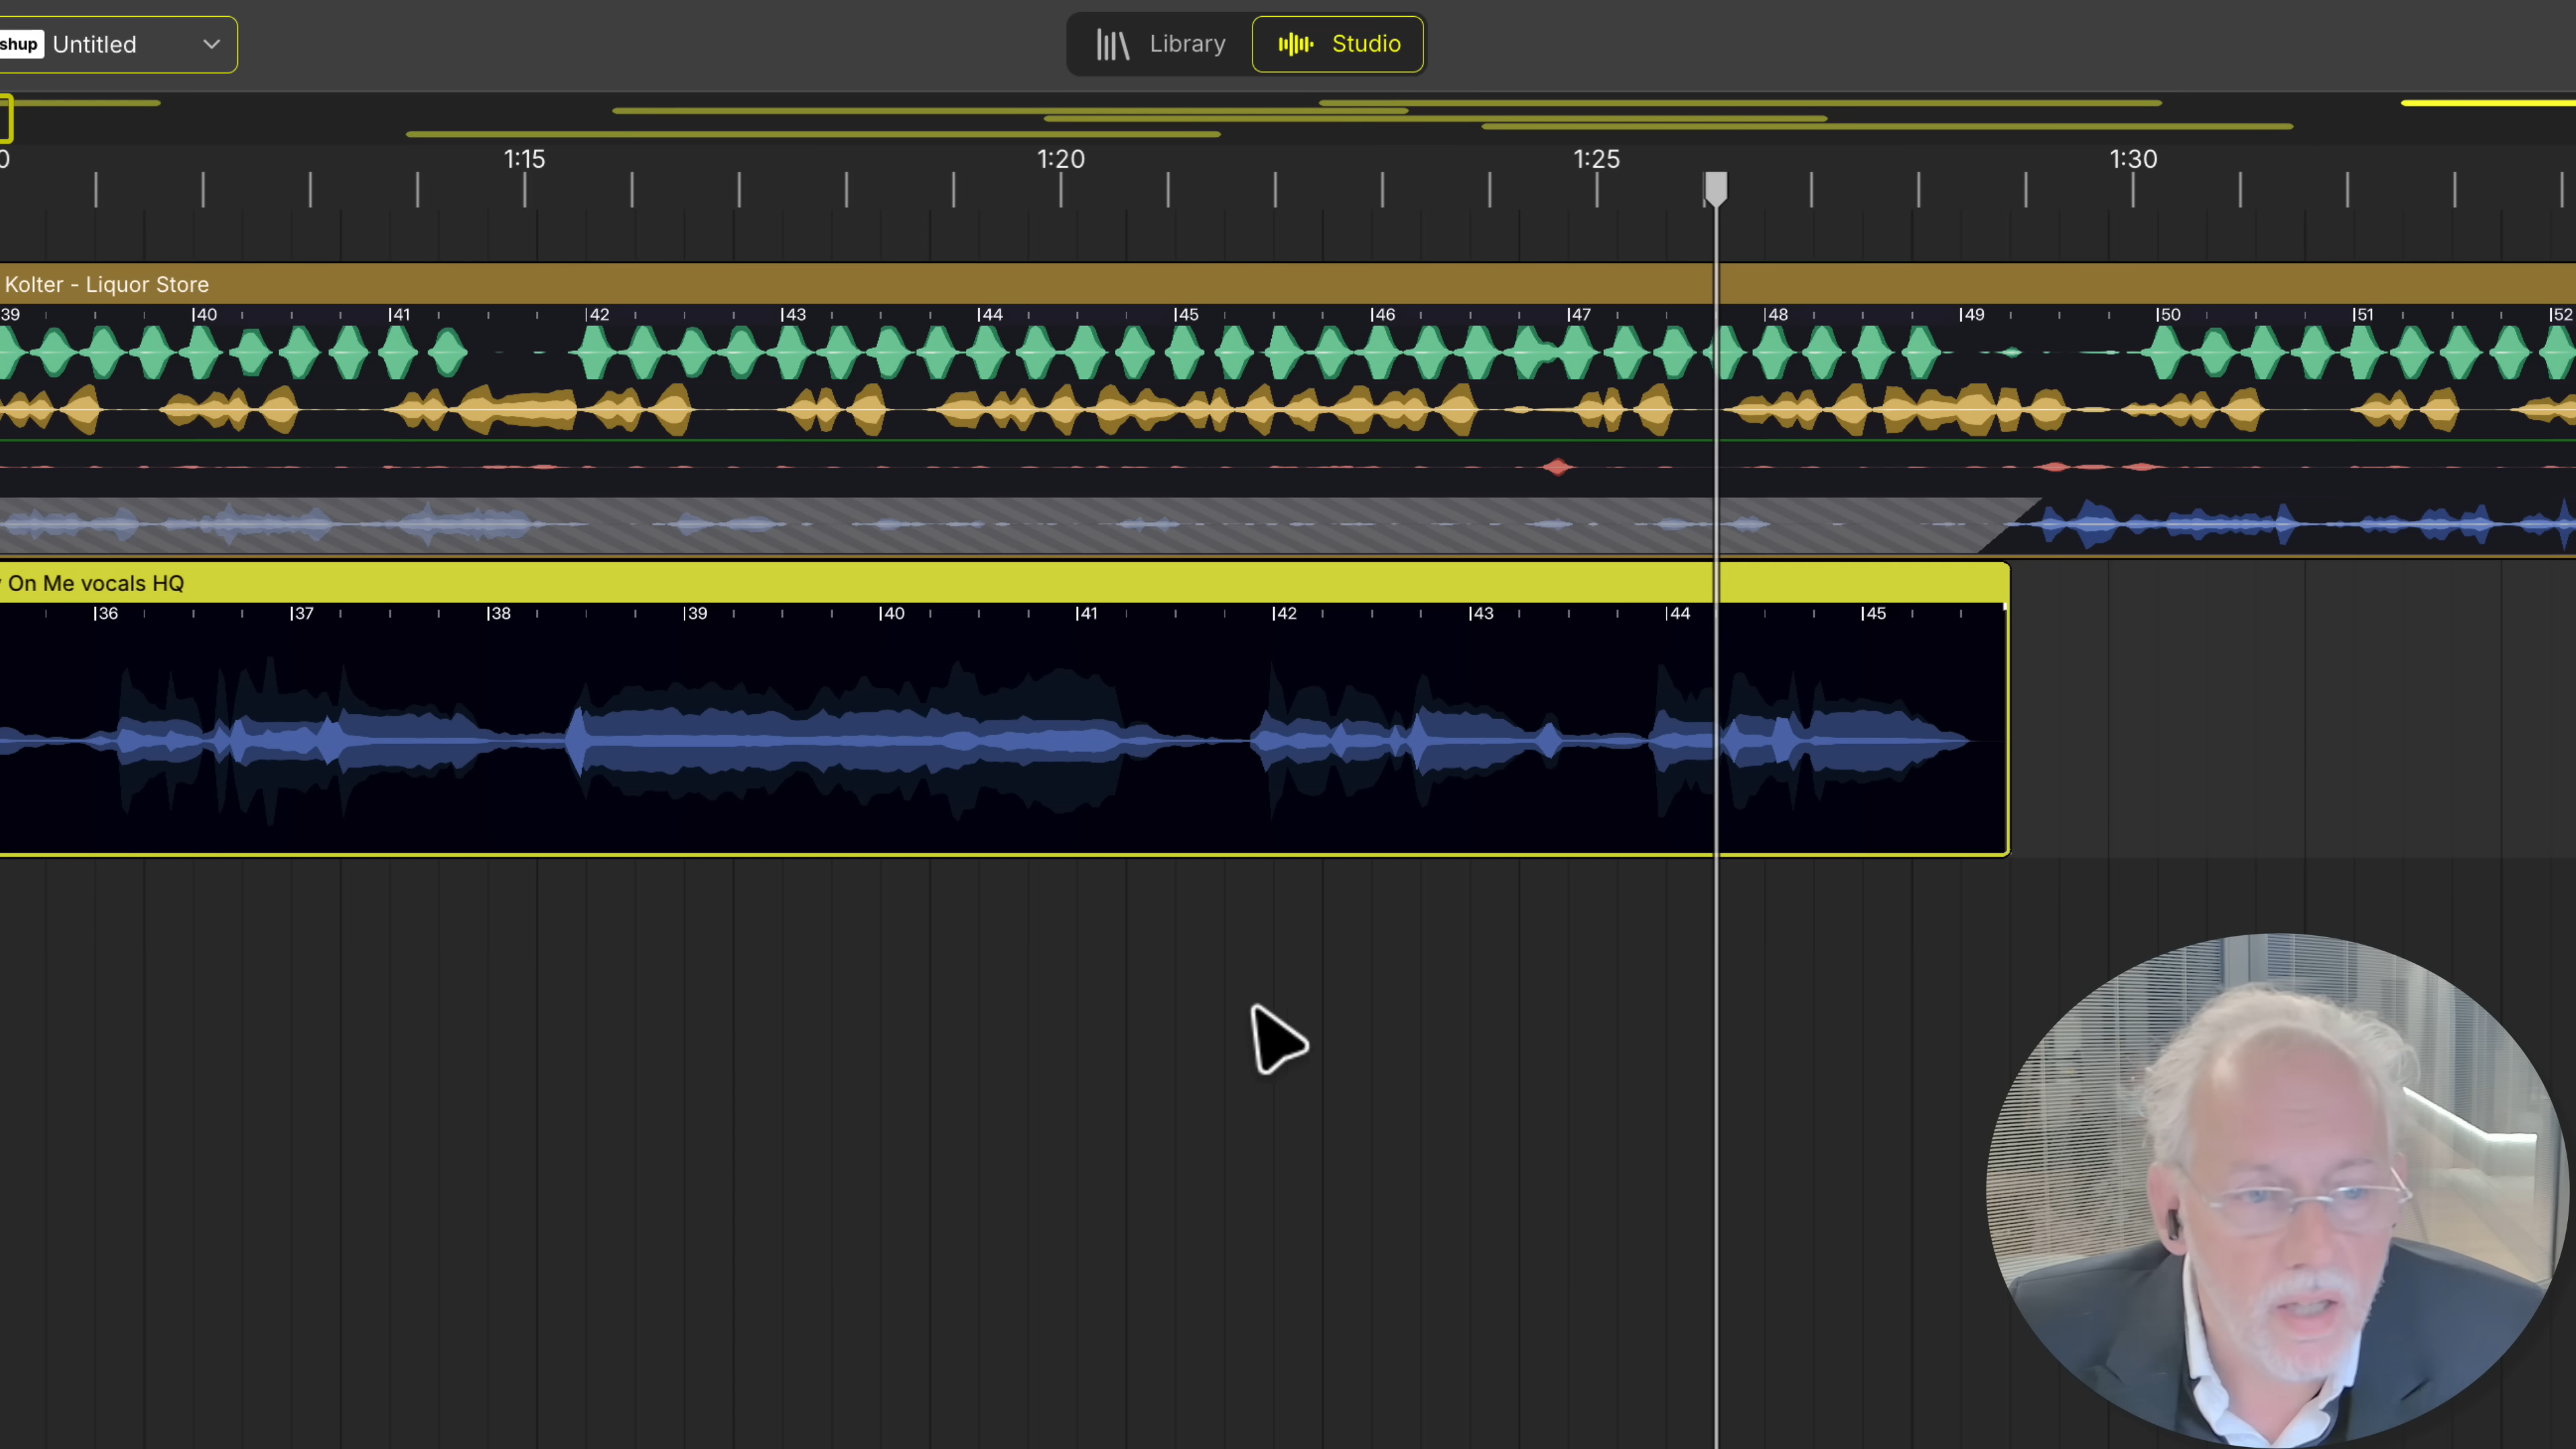 shup Untitled
Library Studio
0 1:15 1:20 1:25 1:30
Kolter - Liquor Store
39 40 41 42 43 44 45 46 47 48 49 50 51 52
On Me vocals HQ
36 37 38 39 40 41 42 43 44 45